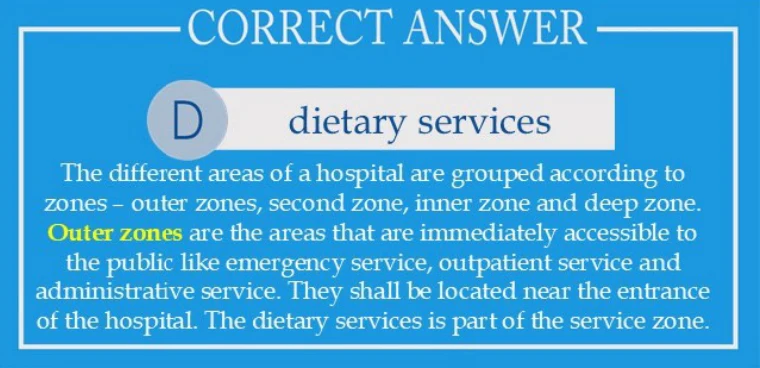 CORRECT ANSWER
D dietary services
The different areas of a hospital are grouped according to
zones – outer zones, second zone, inner zone and deep zone.
Outer zones are the areas that are immediately accessible to
the public like emergency service, outpatient service and
administrative service. They shall be located near the entrance
of the hospital. The dietary services is part of the service zone.